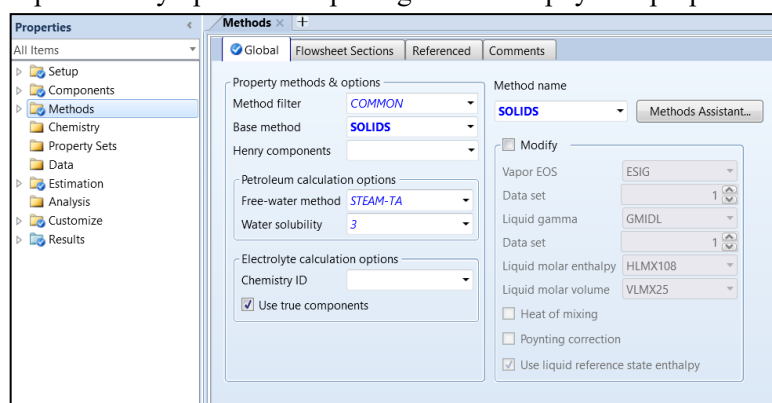 Properties
All Items
Setup
Components
Methods
Chemistry
Property Sets
Data
Estimation
Analysis
Customize
Results
Methods × +
Global Flowsheet Sections Referenced Comments
Property methods & options
Method filter COMMON
Base method SOLIDS
Henry components
Petroleum calculation options
Free-water method STEAM-TA
Water solubility 3
Electrolyte calculation options
Chemistry ID
Use true components
Method name
SOLIDS Methods Assistant...
Modify
Vapor EOS ESIG
Data set 1
Liquid gamma GMIDL
Data set 1
Liquid molar enthalpy HLMX108
Liquid molar volume VLMX25
Heat of mixing
Poynting correction
Use liquid reference state enthalpy